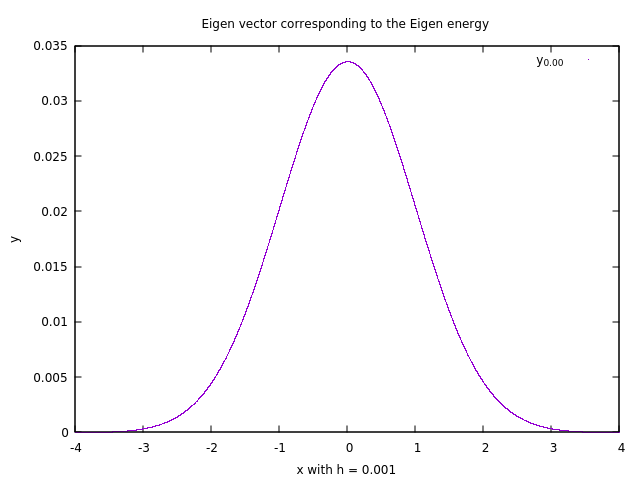 Eigen vector corresponding to the Eigen energy
0.035
y0.00
0.03
0.025
0.02
y
0.015
0.01
0.005
0
-4 -3 -2 -1 0 1 2 3 4
x with h = 0.001